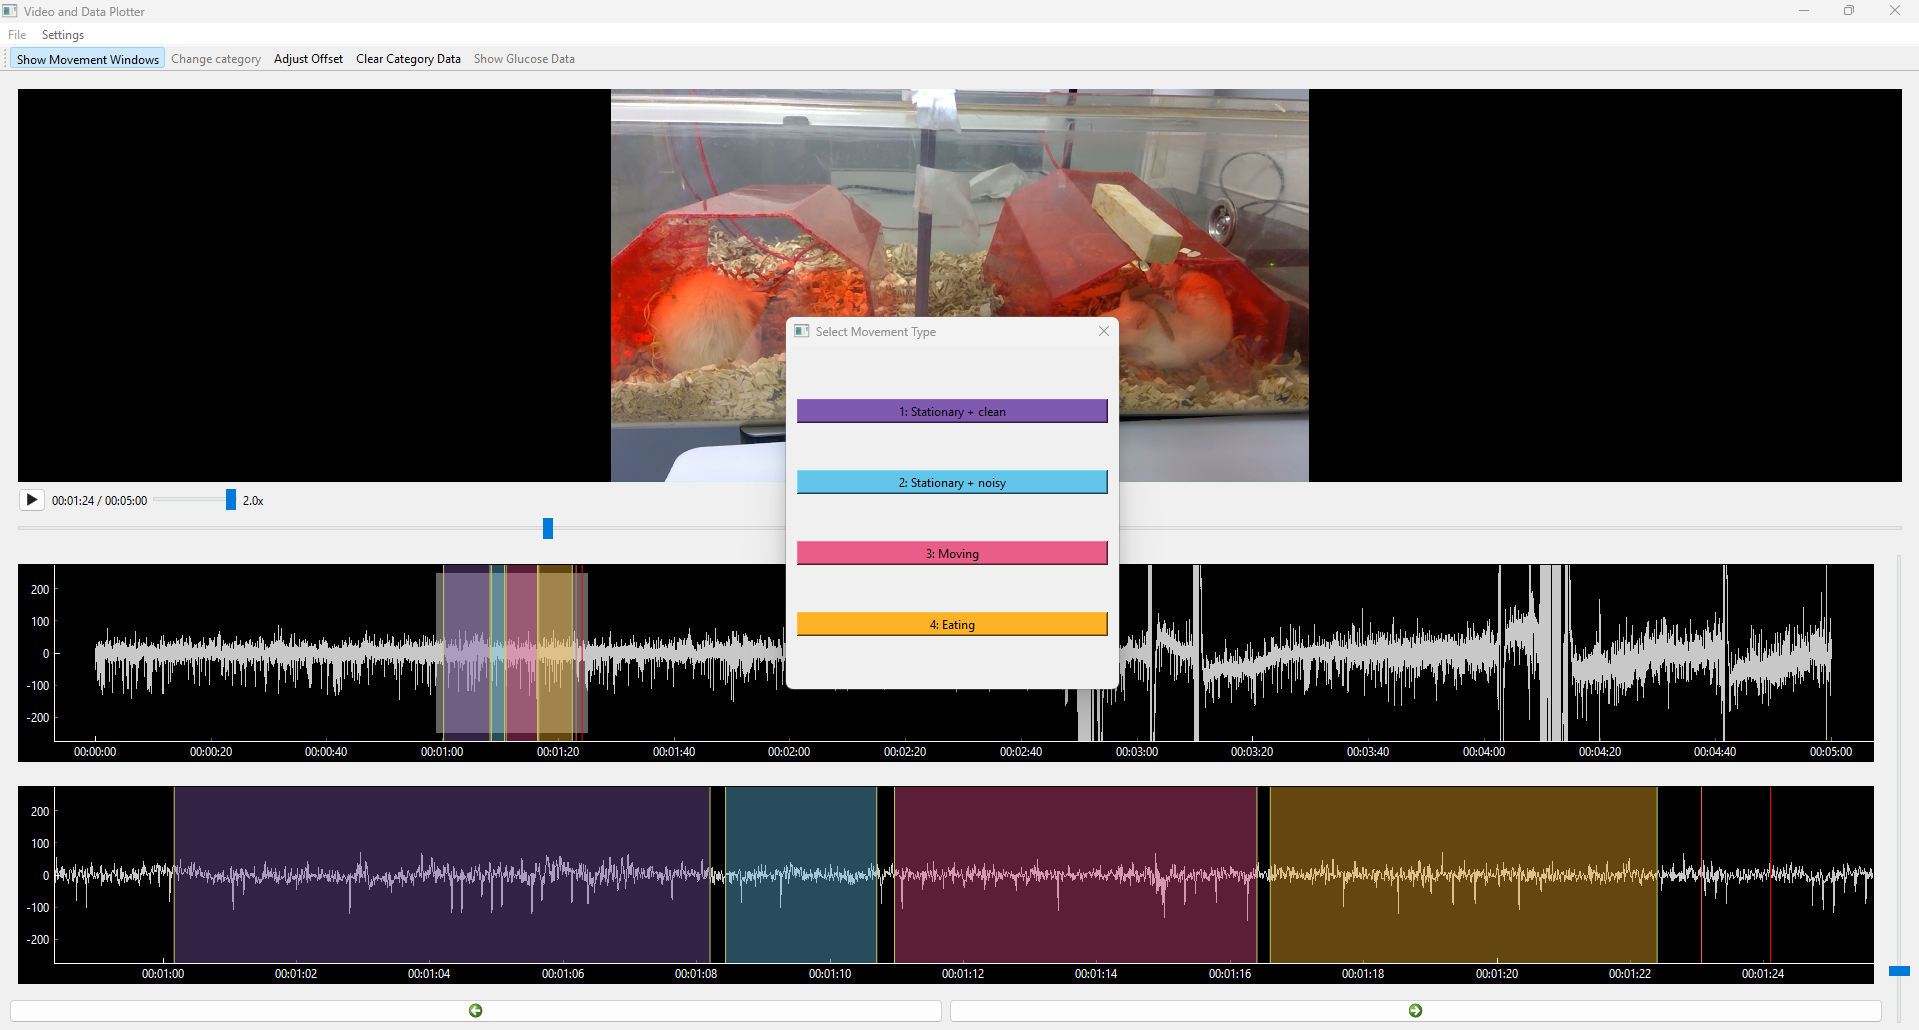 Video and Data Plotter
File Settings
Show Movement Windows Change category Adjust Offset Clear Category Data Show Glucose Data
Select Movement Type
1: Stationary + clean
2: Stationary + noisy
3: Moving
4: Eating
00:01:24 / 00:05:00 2.0x
200
100
0
-100
-200
00:00:00 00:00:20 00:00:40 00:01:00 00:01:20 00:01:40 00:02:00 00:02:20 00:02:40 00:03:00 00:03:20 00:03:40 00:04:00 00:04:20 00:04:40 00:05:00
200
100
0
-100
-200
00:01:00 00:01:02 00:01:04 00:01:06 00:01:08 00:01:10 00:01:12 00:01:14 00:01:16 00:01:18 00:01:20 00:01:22 00:01:24